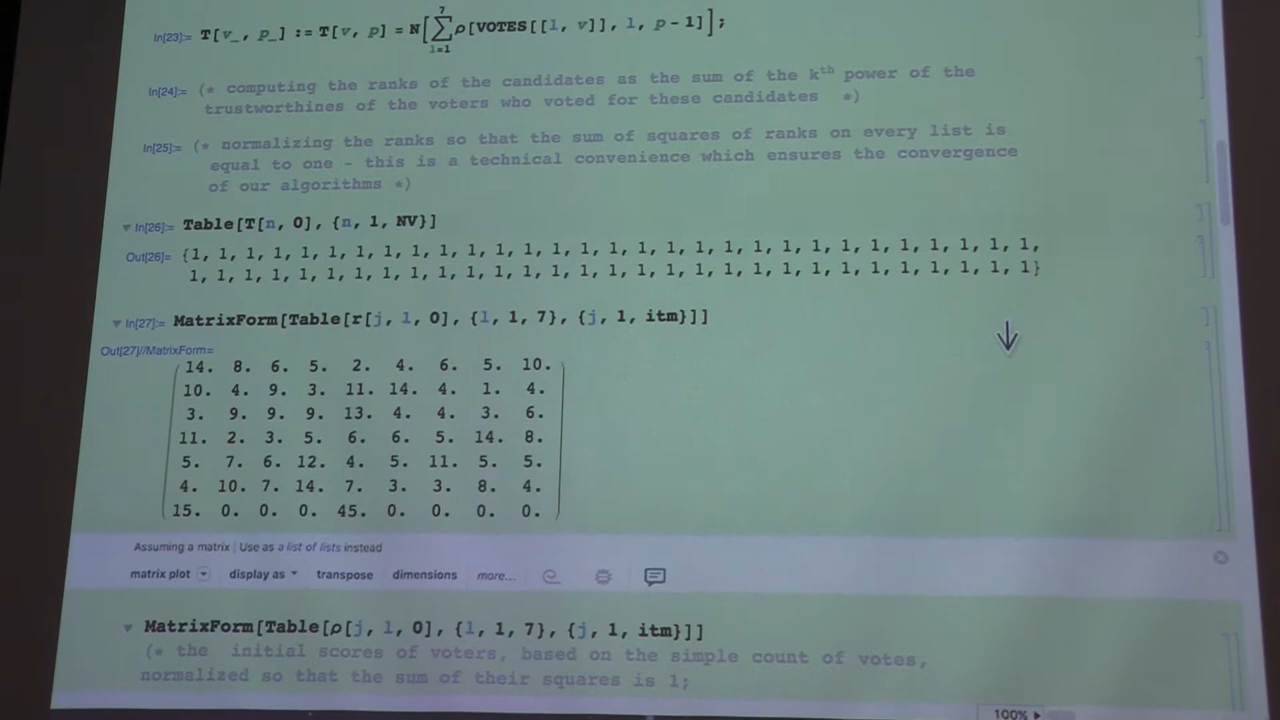 7
In[23]:= T[v_, p_] := T[v, p] = N[∑ρ[VOTES[[l, v]], l, p - 1]];
l=1
In[24]:= (* computing the ranks of the candidates as the sum of the kth power of the
trustworthines of the voters who voted for these candidates *)
In[25]:= (* normalizing the ranks so that the sum of squares of ranks on every list is
equal to one - this is a technical convenience which ensures the convergence
of our algorithms *)
In[26]:= Table[T[n, 0], {n, 1, NV}]
Out[26]= {1, 1, 1, 1, 1, 1, 1, 1, 1, 1, 1, 1, 1, 1, 1, 1, 1, 1, 1, 1, 1, 1, 1, 1, 1, 1, 1, 1, 1, 1,
1, 1, 1, 1, 1, 1, 1, 1, 1, 1, 1, 1, 1, 1, 1, 1, 1, 1, 1, 1, 1, 1, 1, 1, 1, 1, 1, 1, 1, 1}
In[27]:= MatrixForm[Table[r[j, l, 0], {l, 1, 7}, {j, 1, itm}]]
Out[27]//MatrixForm=
14. 8. 6. 5. 2. 4. 6. 5. 10.
10. 4. 9. 3. 11. 14. 4. 1. 4.
3. 9. 9. 9. 13. 4. 4. 3. 6.
11. 2. 3. 5. 6. 6. 5. 14. 8.
5. 7. 6. 12. 4. 5. 11. 5. 5.
4. 10. 7. 14. 7. 3. 3. 8. 4.
15. 0. 0. 0. 45. 0. 0. 0. 0.
Assuming a matrix | Use as a list of lists instead
matrix plot display as transpose dimensions more...
MatrixForm[Table[ρ[j, l, 0], {l, 1, 7}, {j, 1, itm}]]
(* the initial scores of voters, based on the simple count of votes,
normalized so that the sum of their squares is 1;
100%